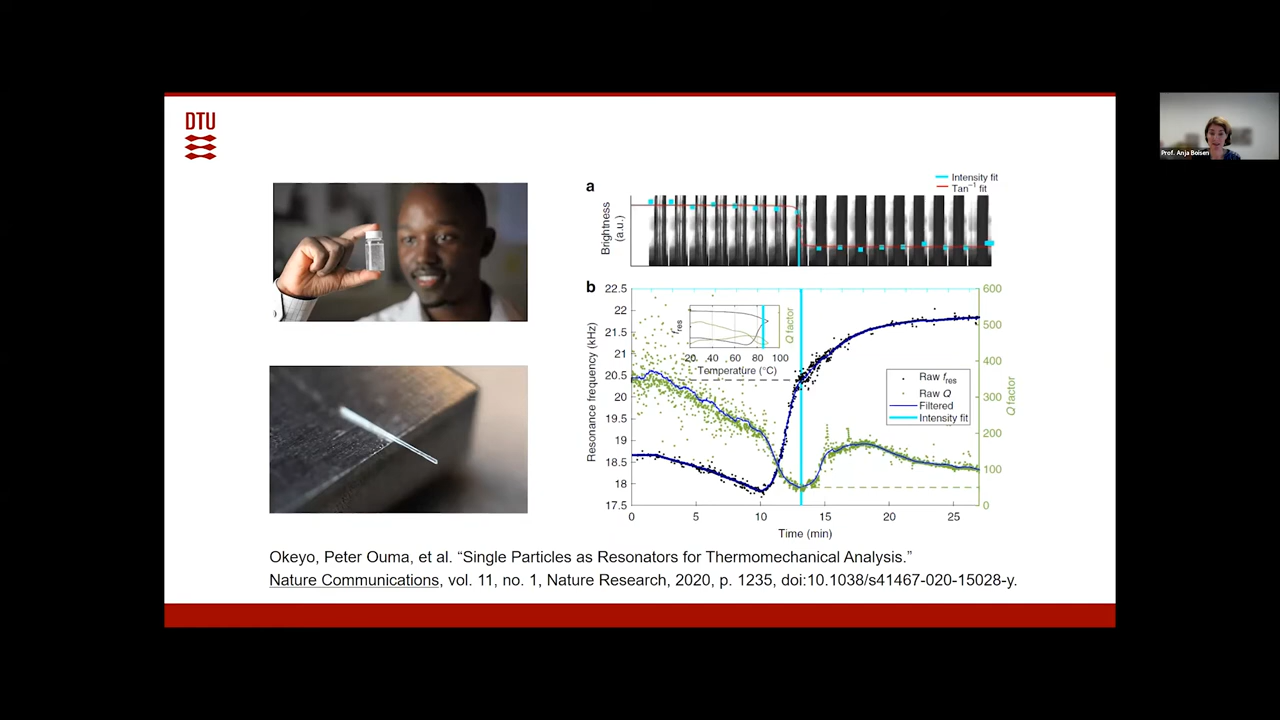 DTU
Prof. Anja Boisen
a
Intensity fit
Tan⁻¹ fit
Brightness
(a.u.)
b
22.5
22
21.5
21
20.5
20
19.5
19
18.5
18
17.5
Resonance frequency (kHz)
600
500
400
300
200
100
0
Q factor
fres
Q factor
20 40 60 80 100
Temperature (°C)
Raw fres
Raw Q
Filtered
Intensity fit
0 5 10 15 20 25
Time (min)
Okeyo, Peter Ouma, et al. “Single Particles as Resonators for Thermomechanical Analysis.”
Nature Communications, vol. 11, no. 1, Nature Research, 2020, p. 1235, doi:10.1038/s41467-020-15028-y.